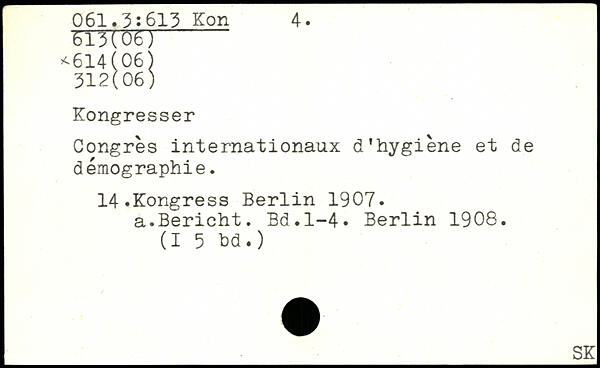 061.3:613 Kon 4.
613(06)
×614(06)
312(06)
Kongresser
Congrès internationaux d'hygiène et de
démographie.
14.Kongress Berlin 1907.
a.Bericht. Bd.1-4. Berlin 1908.
(I 5 bd.)
SK